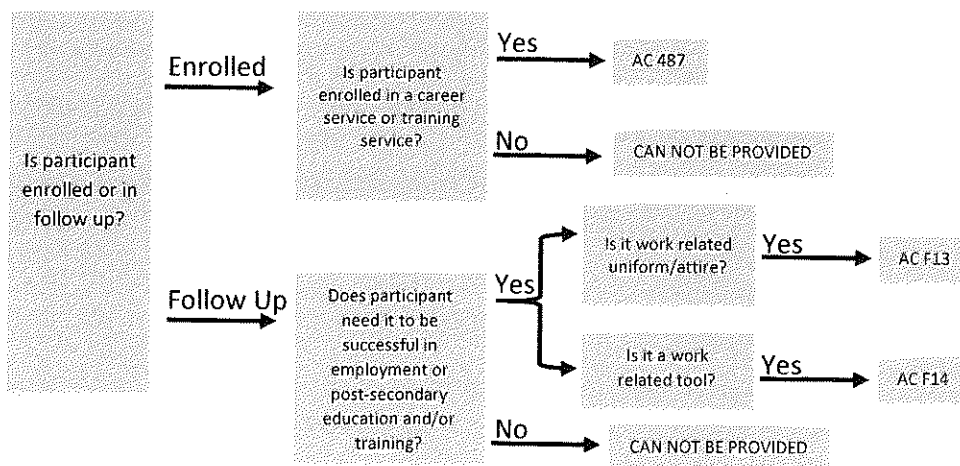 Is participant
enrolled or in
follow up?
Enrolled
Is participant
enrolled in a career
service or training
service?
Yes
AC 487
No
CAN NOT BE PROVIDED
Follow Up
Does participant
need it to be
successful in
employment or
post-secondary
education and/or
training?
Yes
Is it work related
uniform/attire?
Yes
AC F13
Is it a work
related tool?
Yes
AC F14
No
CAN NOT BE PROVIDED